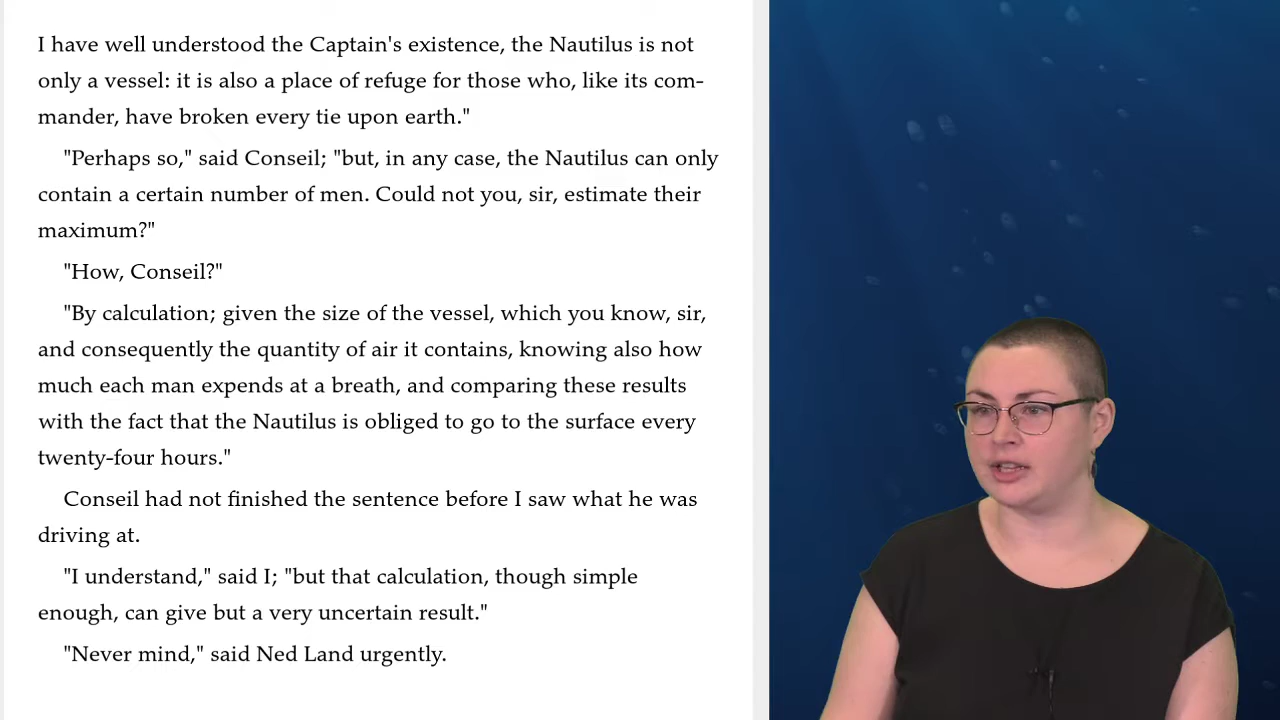 I have well understood the Captain's existence, the Nautilus is not
only a vessel: it is also a place of refuge for those who, like its com-
mander, have broken every tie upon earth."
"Perhaps so," said Conseil; "but, in any case, the Nautilus can only
contain a certain number of men. Could not you, sir, estimate their
maximum?"
"How, Conseil?"
"By calculation; given the size of the vessel, which you know, sir,
and consequently the quantity of air it contains, knowing also how
much each man expends at a breath, and comparing these results
with the fact that the Nautilus is obliged to go to the surface every
twenty-four hours."
Conseil had not finished the sentence before I saw what he was
driving at.
"I understand," said I; "but that calculation, though simple
enough, can give but a very uncertain result."
"Never mind," said Ned Land urgently.